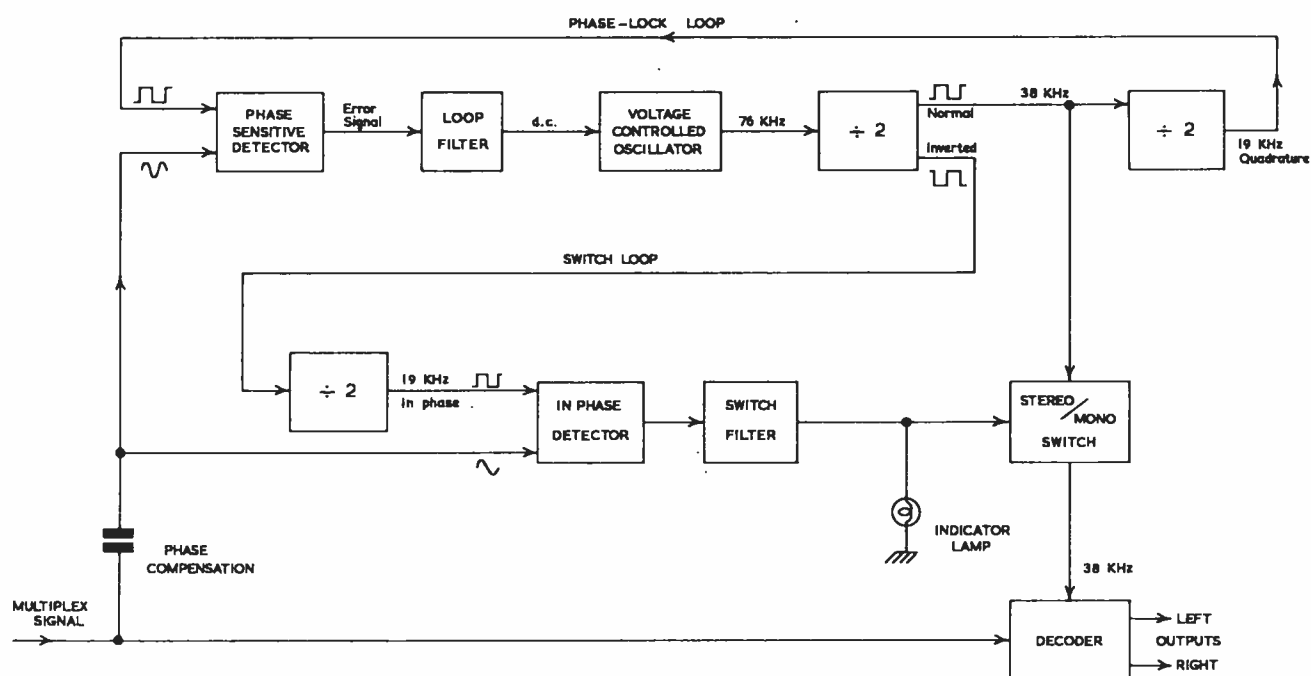 PHASE-LOCK LOOP
PHASE
SENSITIVE
DETECTOR
Error
Signal
LOOP
FILTER
d.c.
VOLTAGE
CONTROLLED
OSCILLATOR
76 KHz
÷ 2
Normal
Inverted
38 KHz
÷ 2
19 KHz
Quadrature
SWITCH LOOP
÷ 2
19 KHz
In phase
IN PHASE
DETECTOR
SWITCH
FILTER
STEREO/
MONO
SWITCH
INDICATOR
LAMP
PHASE
COMPENSATION
38 KHz
MULTIPLEX
SIGNAL
DECODER
LEFT
OUTPUTS
RIGHT